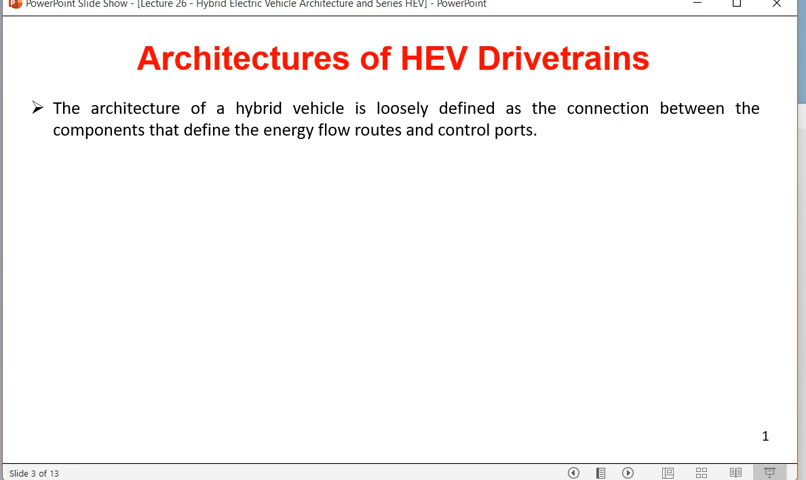 PowerPoint Slide Show - [Lecture 26 - Hybrid Electric Vehicle Architecture and Series HEV] - PowerPoint
Architectures of HEV Drivetrains
The architecture of a hybrid vehicle is loosely defined as the connection between the
components that define the energy flow routes and control ports.
1
Slide 3 of 13